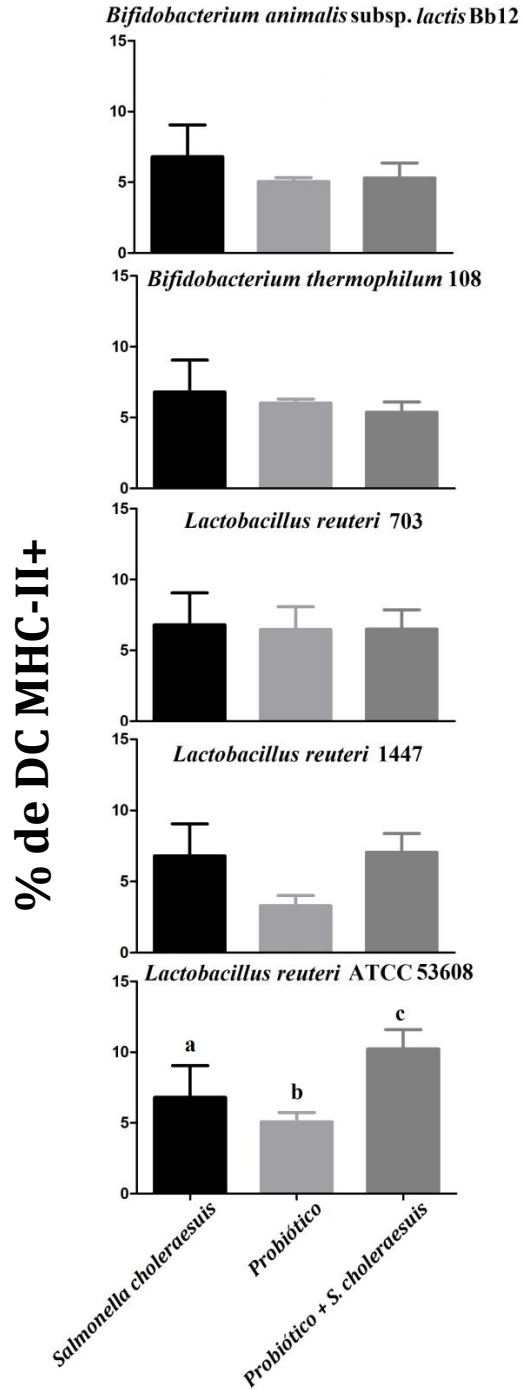 Bifidobacterium animalis subsp. lactis Bb12
15
10
5
0
Bifidobacterium thermophilum 108
15
10
5
0
Lactobacillus reuteri 703
15
10
5
0
Lactobacillus reuteri 1447
15
10
5
0
Lactobacillus reuteri ATCC 53608
15
10
5
0
a
b
c
% de DC MHC-II+
Salmonella choleraesuis
Probiótico
Probiótico + S. choleraesuis